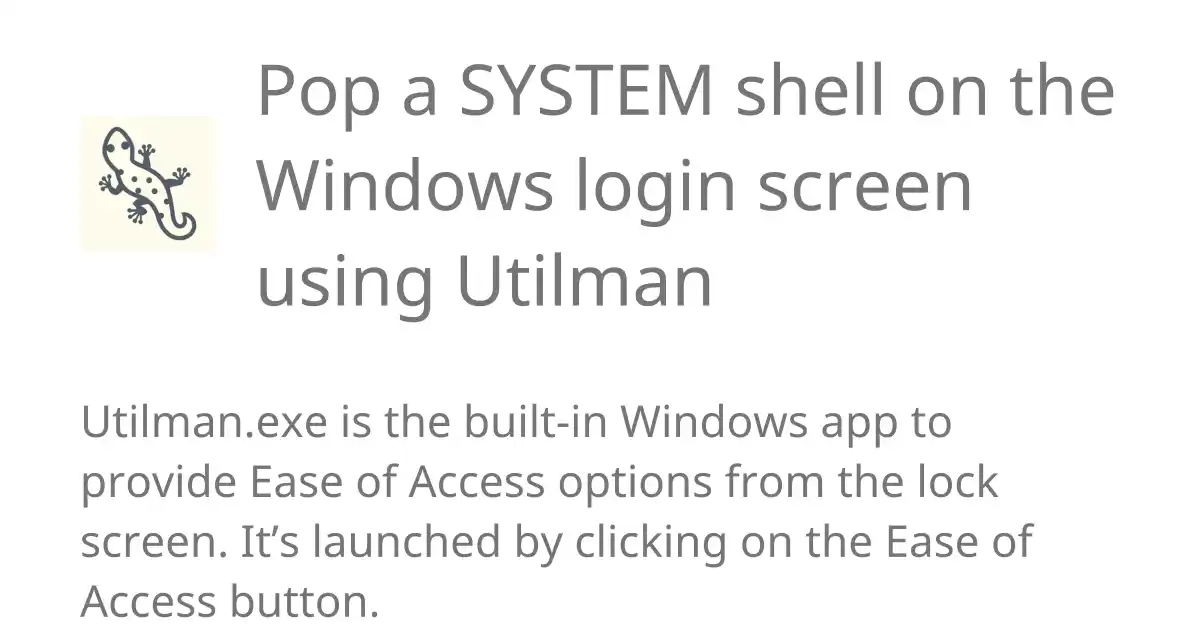 Pop a SYSTEM shell on the
Windows login screen
using Utilman
Utilman.exe is the built-in Windows app to
provide Ease of Access options from the lock
screen. It’s launched by clicking on the Ease of
Access button.